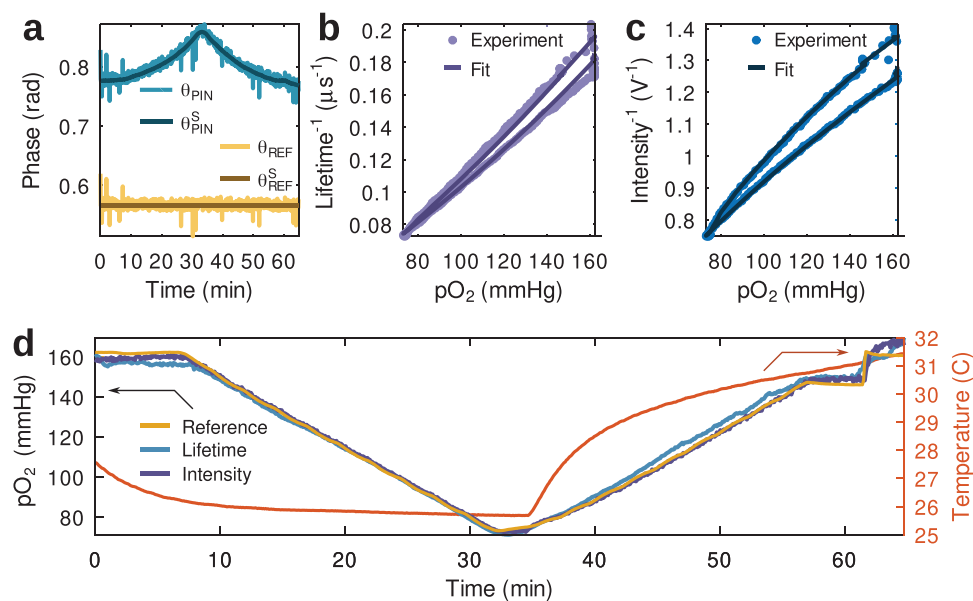 a
Phase (rad)
0.8
0.7
0.6
θPIN
θˢPIN
θREF
θˢREF
0 10 20 30 40 50 60
Time (min)
b
Lifetime⁻¹ (μs⁻¹)
0.2
0.18
0.16
0.14
0.12
0.1
0.08
Experiment
Fit
80 100 120 140 160
pO₂ (mmHg)
c
Intensity⁻¹ (V⁻¹)
1.4
1.3
1.2
1.1
1
0.9
0.8
Experiment
Fit
80 100 120 140 160
pO₂ (mmHg)
d
pO₂ (mmHg)
160
140
120
100
80
Reference
Lifetime
Intensity
32
31
30
29
28
27
26
25
Temperature (C)
0 10 20 30 40 50 60
Time (min)